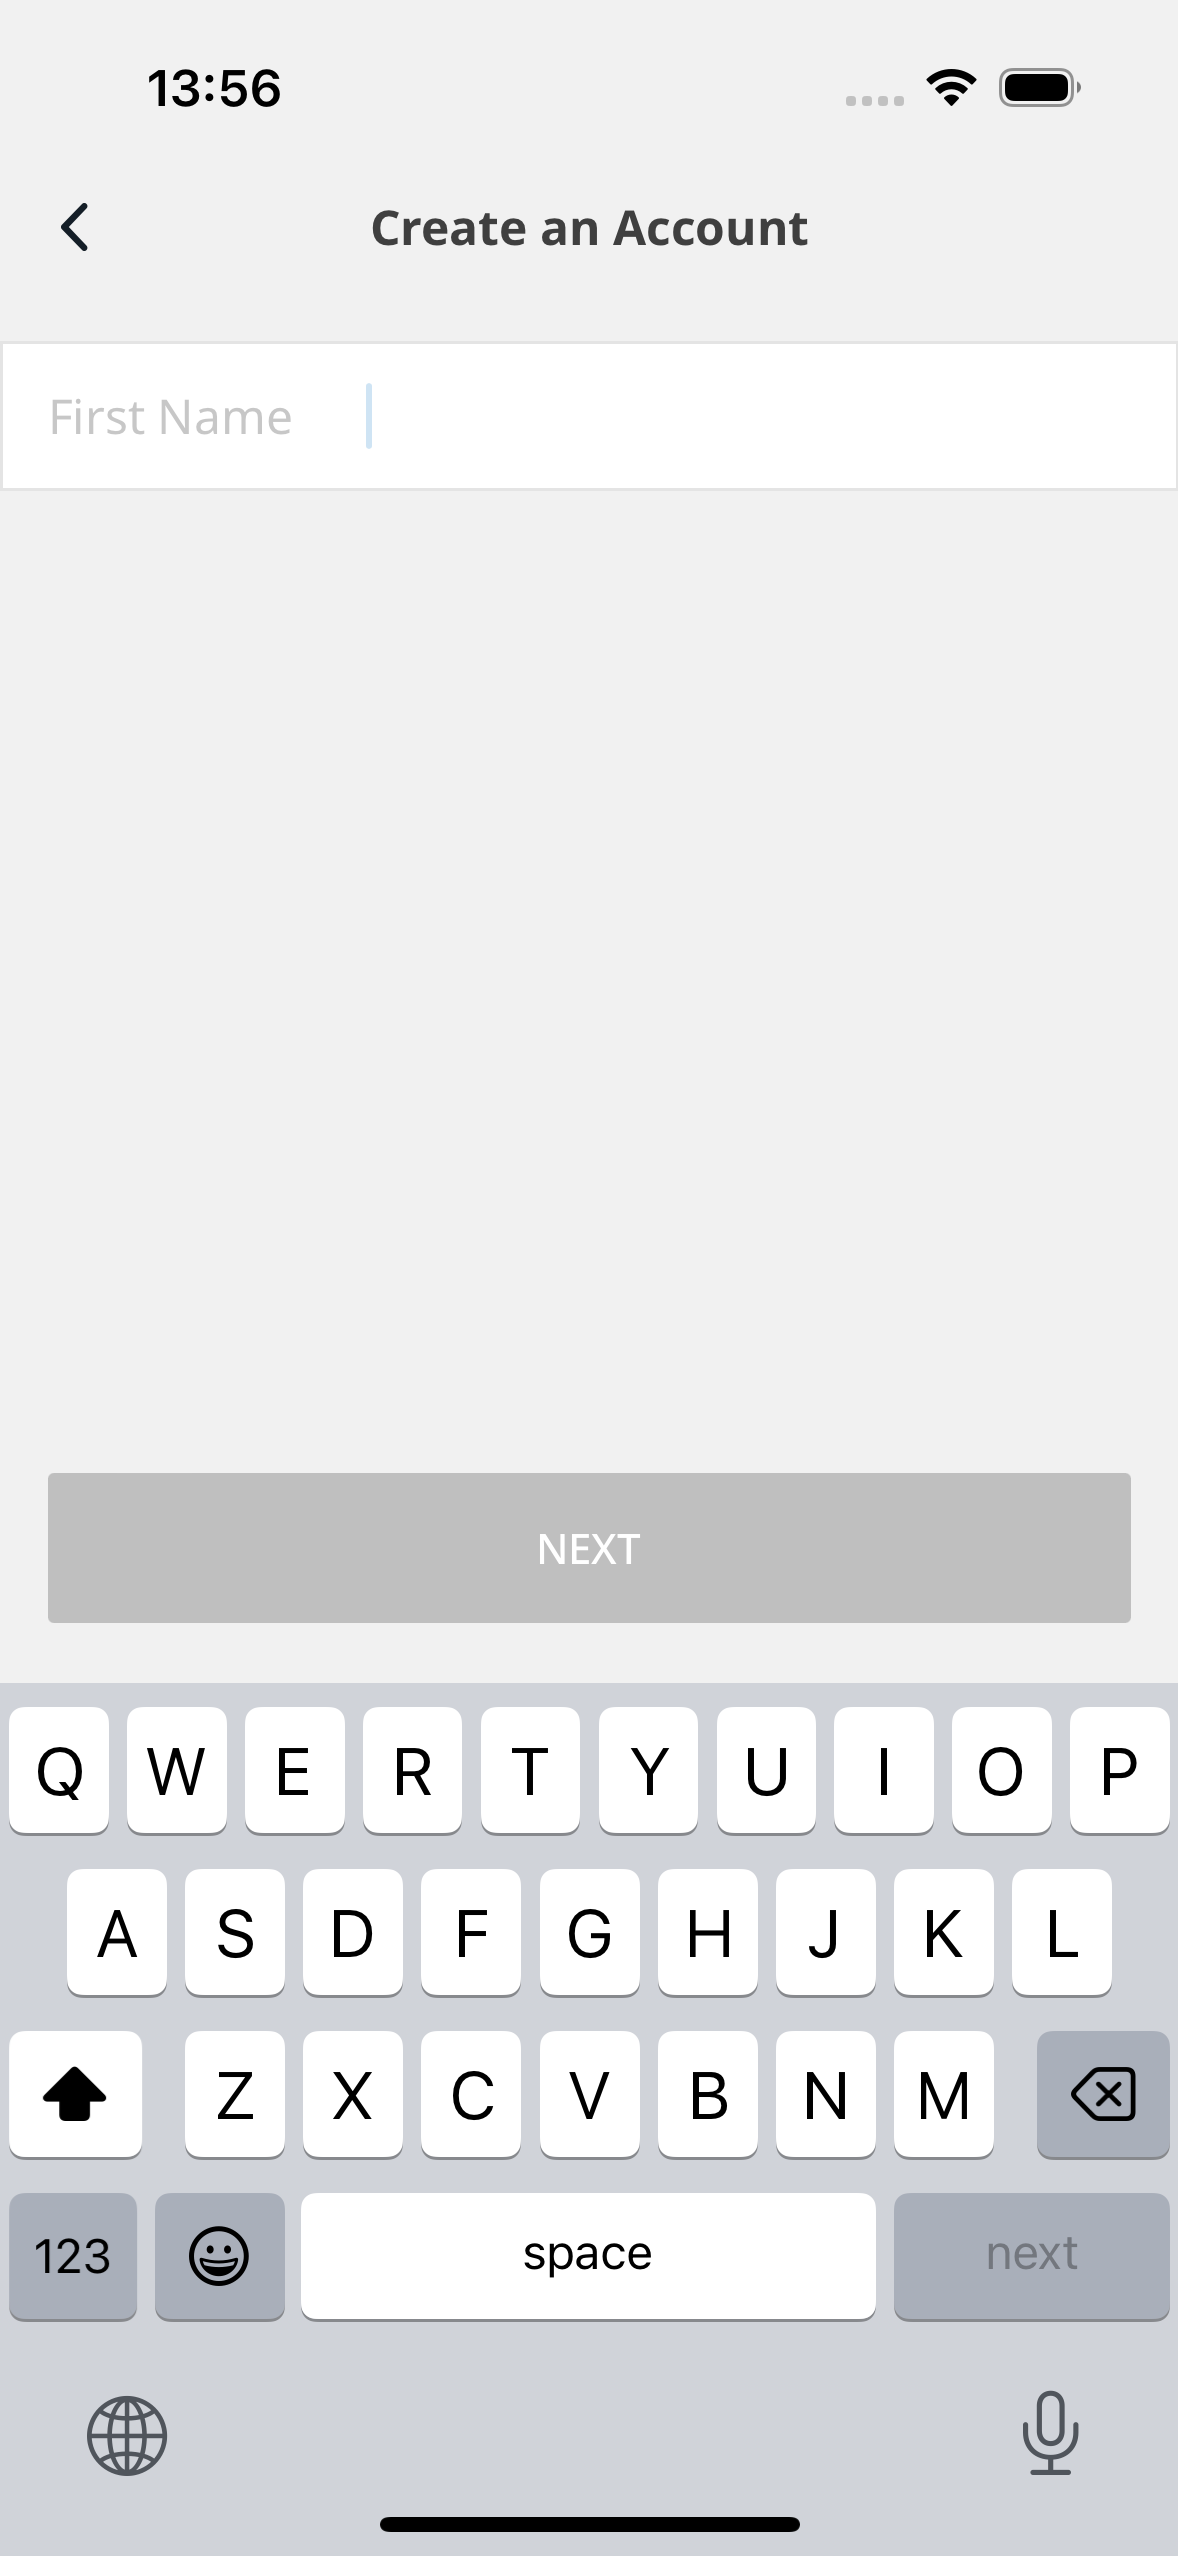 13:56
Create an Account
First Name
NEXT
Q W E R T Y U I O P
A S D F G H J K L
Z X C V B N M
123 space next